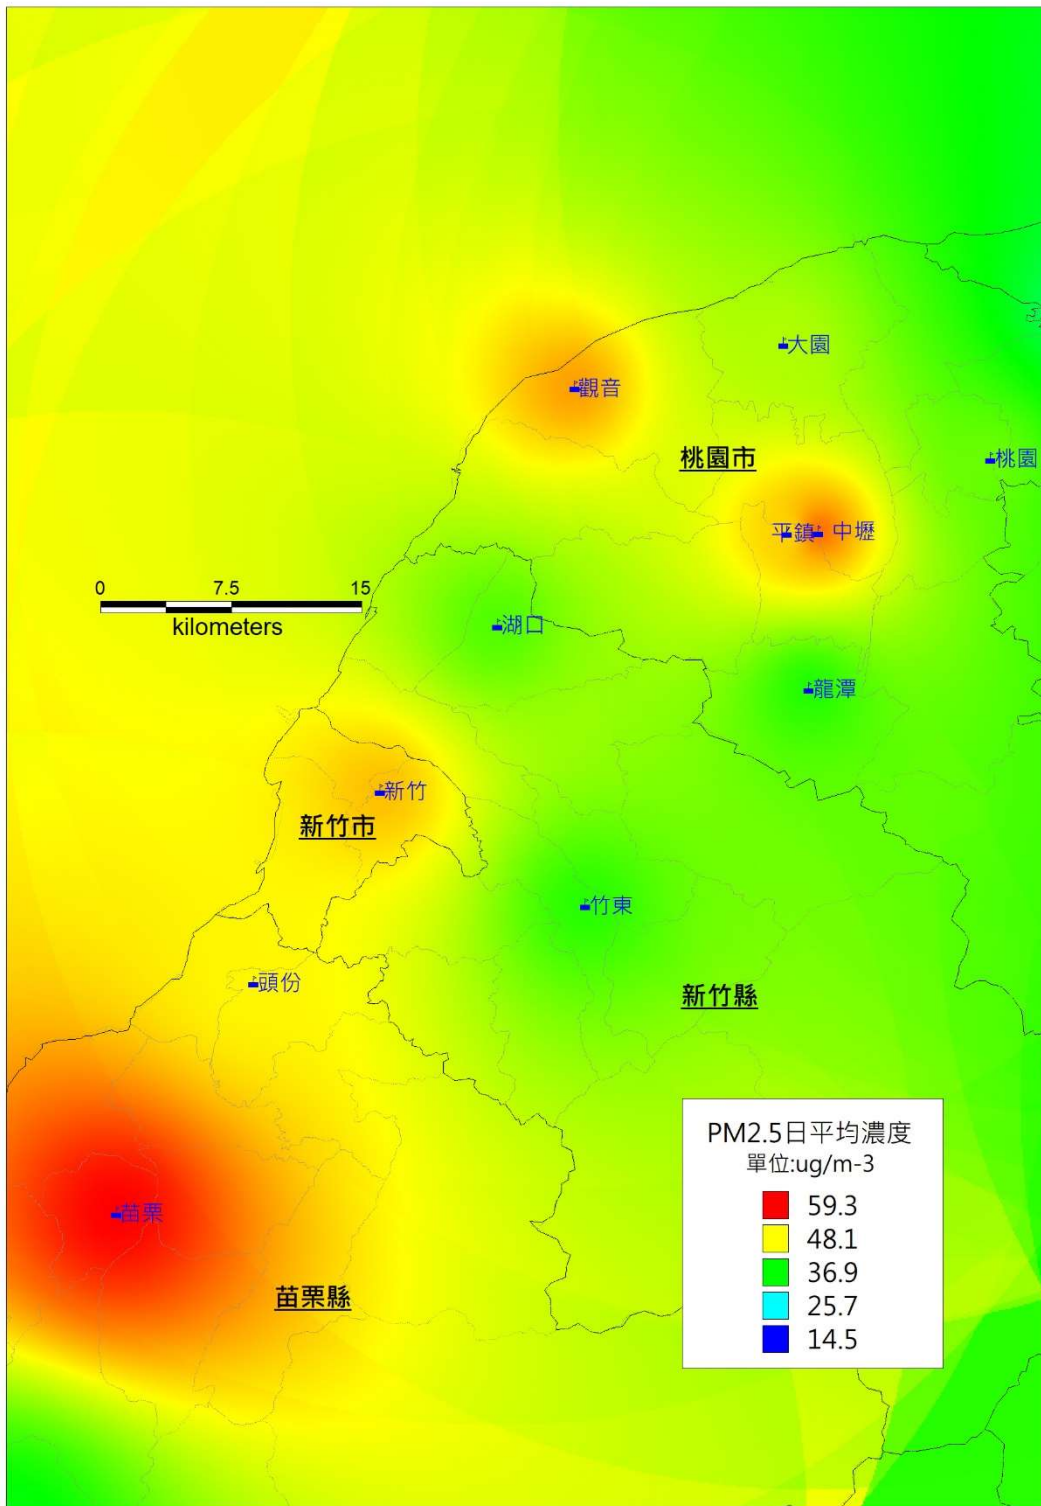 大園
觀音
桃園市
桃園
平鎮
中壢
0 7.5 15
kilometers
湖口
龍潭
新竹
新竹市
竹東
頭份
新竹縣
PM2.5日平均濃度
單位:ug/m-3
59.3
48.1
36.9
25.7
14.5
苗栗
苗栗縣